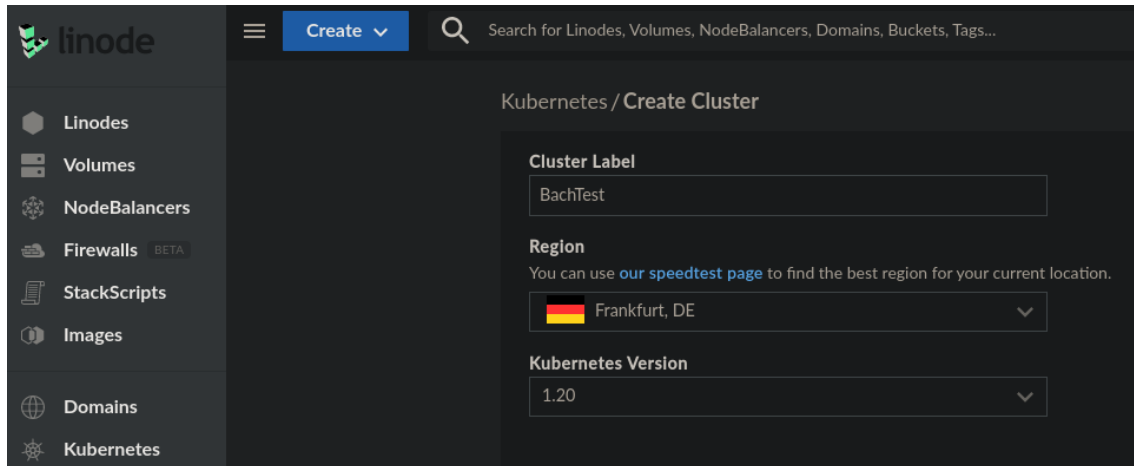 linode
Create
Search for Linodes, Volumes, NodeBalancers, Domains, Buckets, Tags...
Linodes
Volumes
NodeBalancers
Firewalls BETA
StackScripts
Images
Domains
Kubernetes
Kubernetes / Create Cluster
Cluster Label
BachTest
Region
You can use our speedtest page to find the best region for your current location.
Frankfurt, DE
Kubernetes Version
1.20